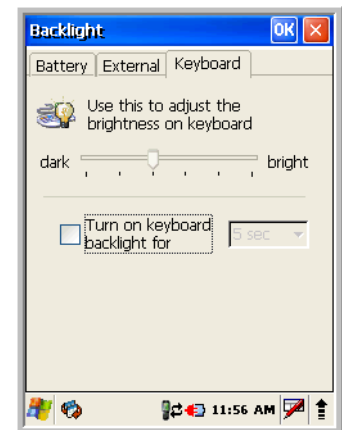 Backlight OK
Battery External Keyboard
Use this to adjust the
brightness on keyboard
dark bright
Turn on keyboard
backlight for
5 sec
11:56 AM